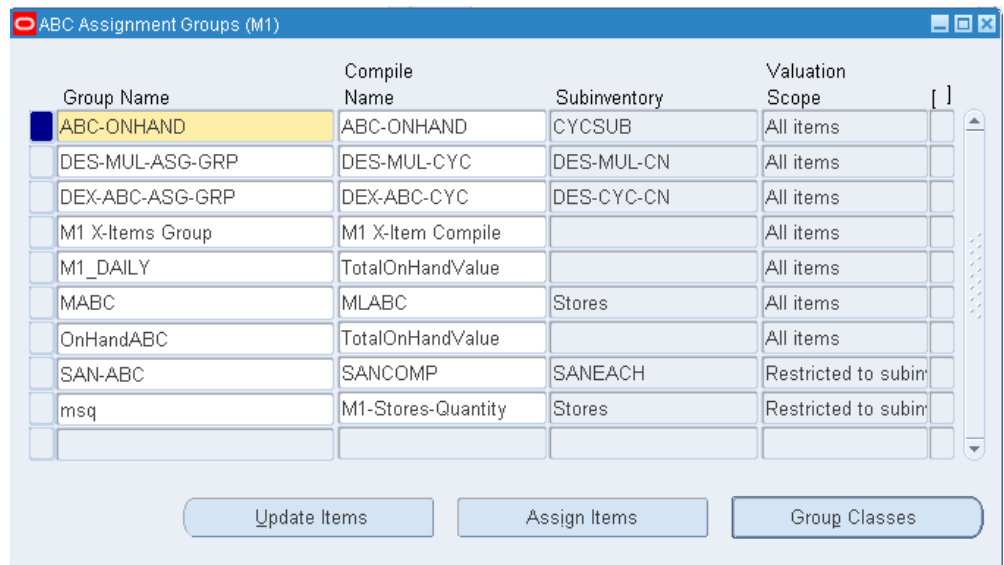 ABC Assignment Groups (M1)
Compile Valuation
Group Name Name Subinventory Scope [ ]
ABC-ONHAND ABC-ONHAND CYCSUB All items
DES-MUL-ASG-GRP DES-MUL-CYC DES-MUL-CN All items
DEX-ABC-ASG-GRP DEX-ABC-CYC DES-CYC-CN All items
M1 X-Items Group M1 X-Item Compile All items
M1_DAILY TotalOnHandValue All items
MABC MLABC Stores All items
OnHandABC TotalOnHandValue All items
SAN-ABC SANCOMP SANEACH Restricted to subin
msq M1-Stores-Quantity Stores Restricted to subin
Update Items Assign Items Group Classes